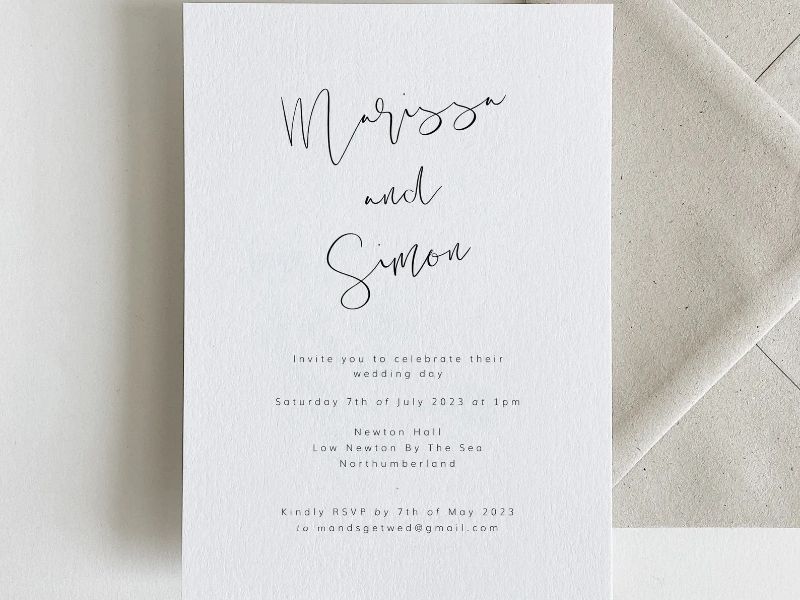 Marissa
and
Simon
Invite you to celebrate their
wedding day
Saturday 7th of July 2023 at 1pm
Newton Hall
Low Newton By The Sea
Northumberland
-
Kindly RSVP by 7th of May 2023
to mandsgetwed@gmail.com